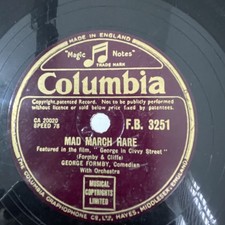 MADE IN ENGLAND
"Magic Notes"
TRADE MARK
Columbia
Copyright, patented Record. Not to be publicly performed
without licence or sold below price fixed by patentees.
CA 20020
SPEED 78
F.B. 3251
MAD MARCH HARE
Featured in the film, "George in Civvy Street"
(Formby & Cliffe)
GEORGE FORMBY, Comedian
With Orchestra
MUSICAL
COPYRIGHTS
LIMITED
THE COLUMBIA GRAPHOPHONE CO. LTD., HAYES, MIDDLESEX, ENGLAND